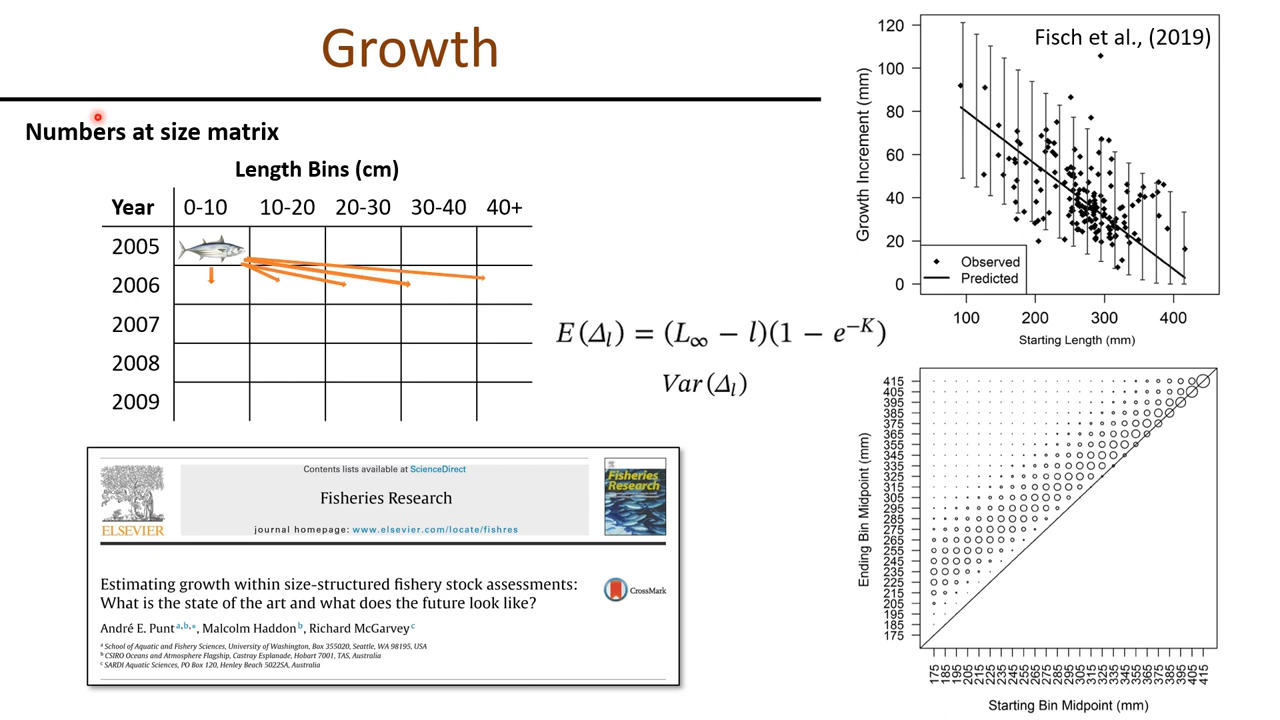 Growth
Numbers at size matrix
Length Bins (cm)
Year 0-10 10-20 20-30 30-40 40+
2005
2006
2007
2008
2009
E(Δₗ) = (L∞ − l)(1 − e⁻ᴷ)
Var(Δₗ)
Contents lists available at ScienceDirect
Fisheries Research
journal homepage: www.elsevier.com/locate/fishres
ELSEVIER
Fisheries
Research
Estimating growth within size-structured fishery stock assessments:
What is the state of the art and what does the future look like?
CrossMark
André E. Punt a,b,*, Malcolm Haddon b, Richard McGarvey c
a School of Aquatic and Fishery Sciences, University of Washington, Box 355020, Seattle, WA 98195, USA
b CSIRO Oceans and Atmosphere Flagship, Castray Esplanade, Hobart 7001, TAS, Australia
c SARDI Aquatic Sciences, PO Box 120, Henley Beach 5022SA, Australia
Fisch et al., (2019)
Growth Increment (mm)
120
100
80
60
40
20
0
Observed
Predicted
100 200 300 400
Starting Length (mm)
Ending Bin Midpoint (mm)
415
405
395
385
375
365
355
345
335
325
315
305
295
285
275
265
255
245
235
225
215
205
195
185
175
175 185 195 205 215 225 235 245 255 265 275 285 295 305 315 325 335 345 355 365 375 385 395 405 415
Starting Bin Midpoint (mm)